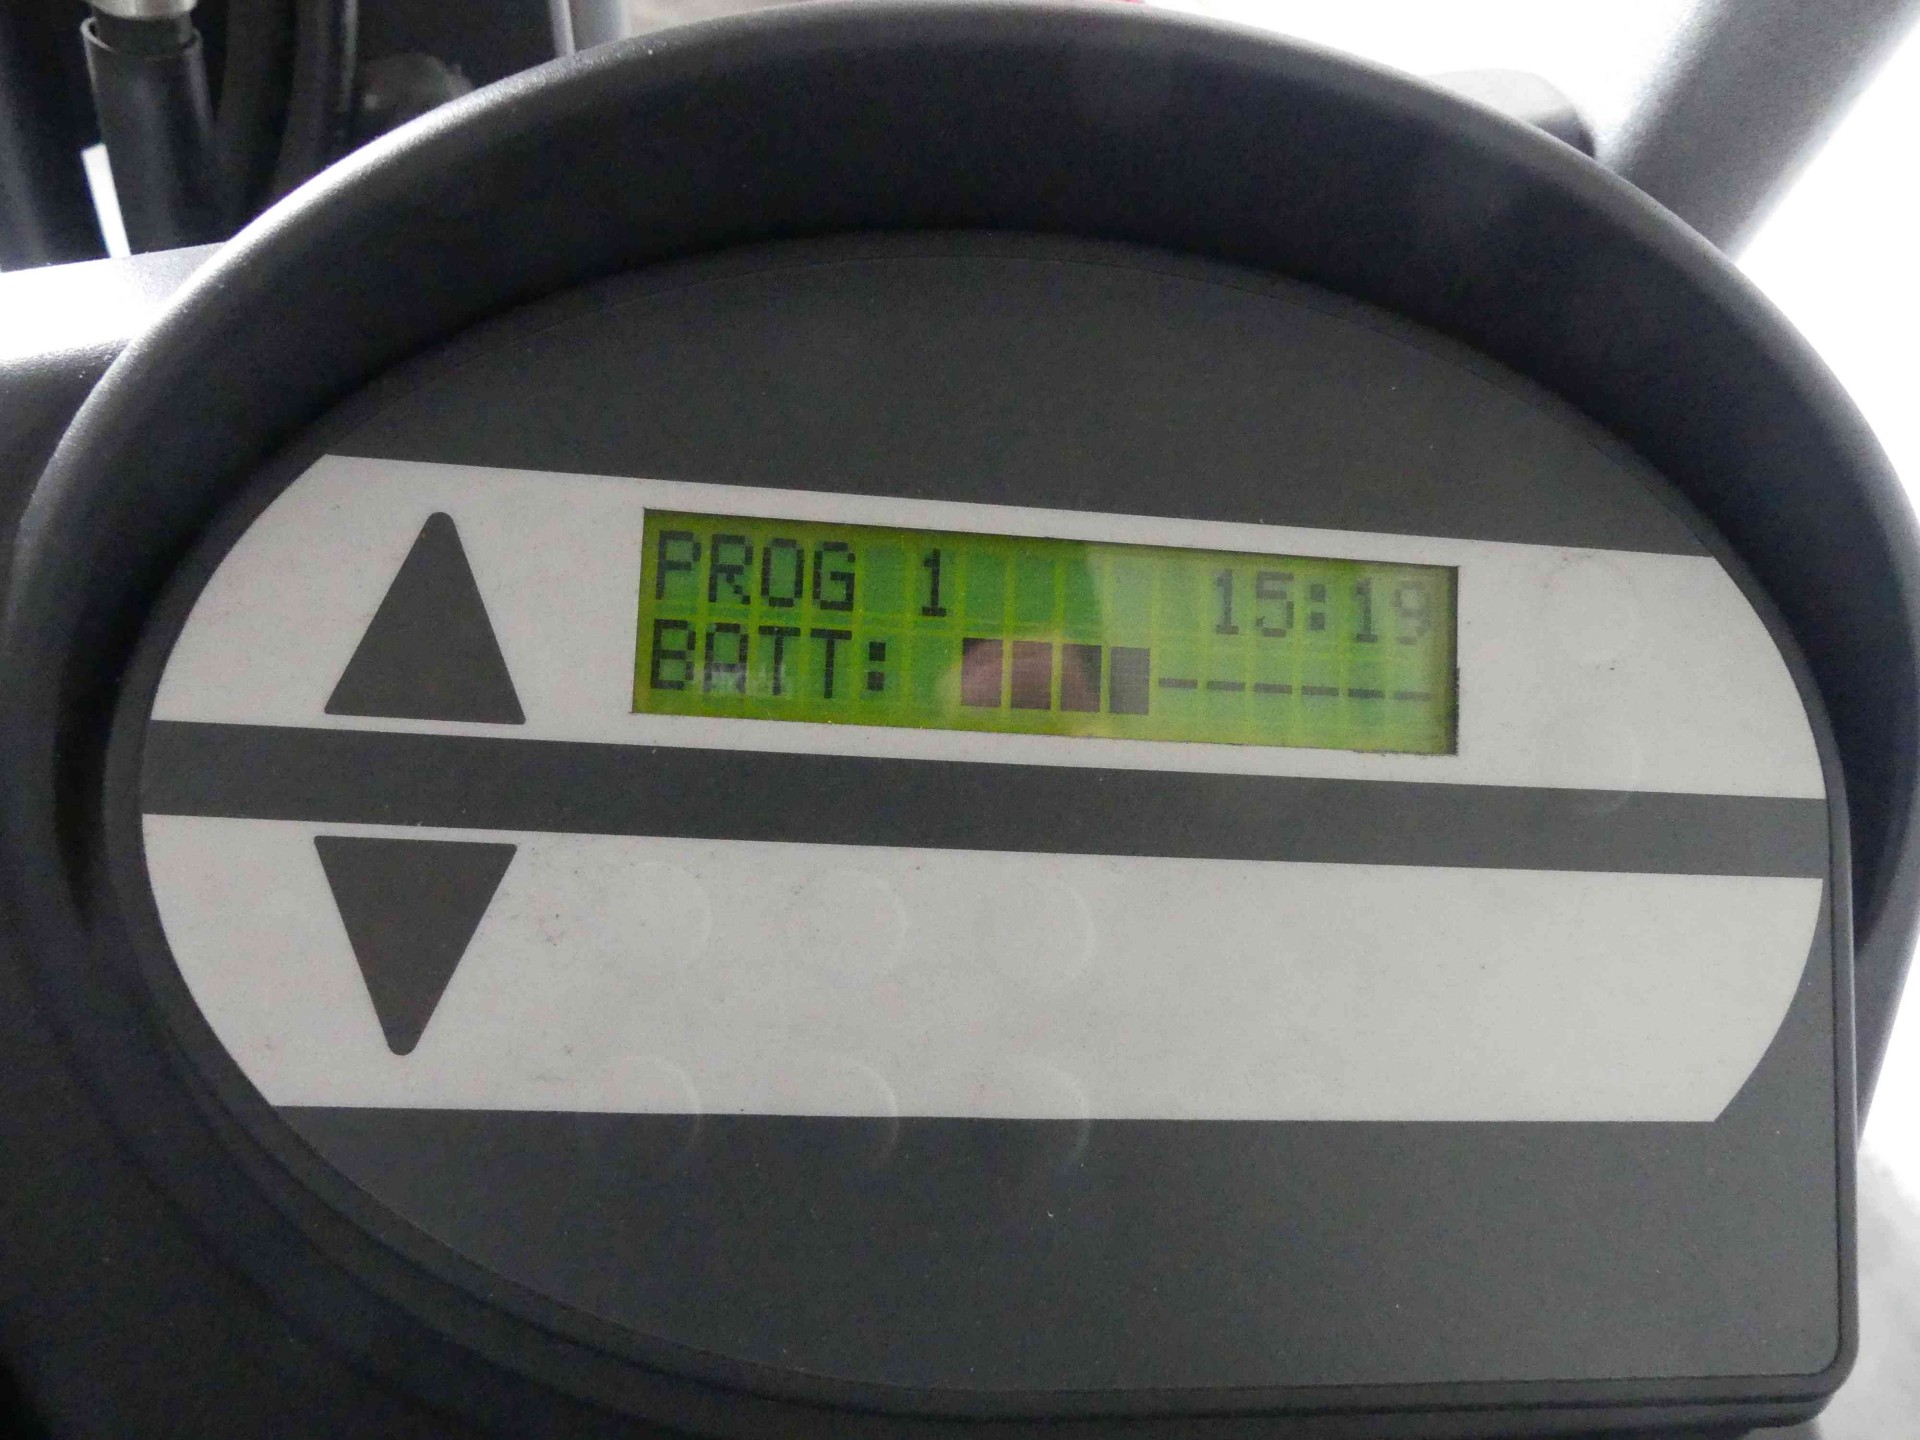 PROG 1 15:19
BATT: ■■■■------